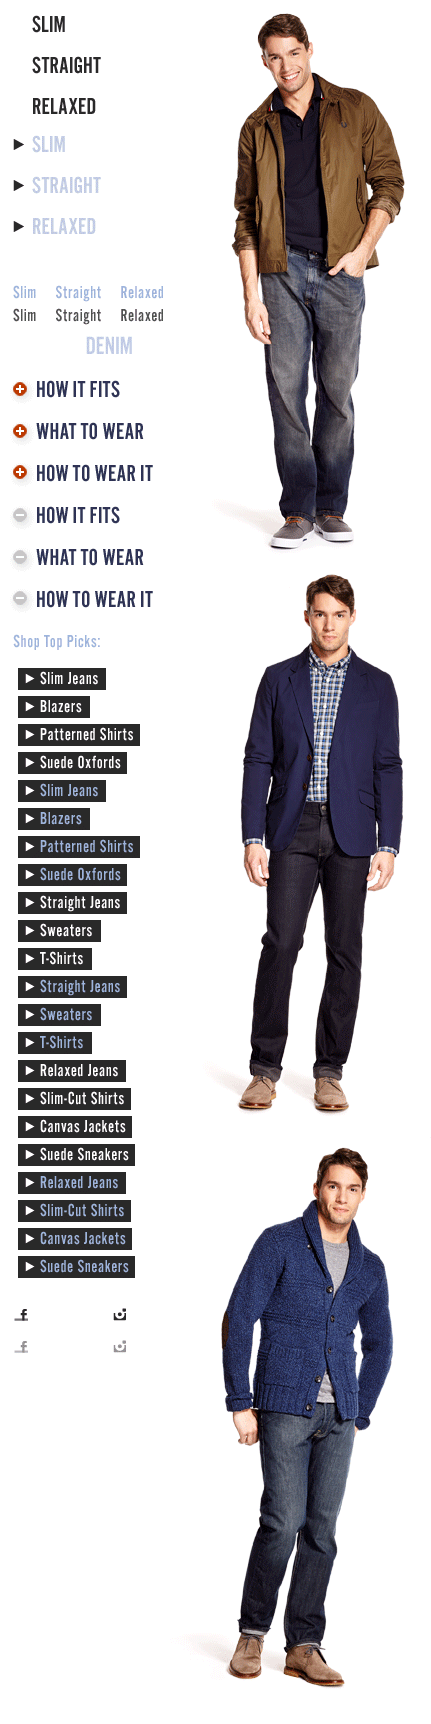 SLIM
STRAIGHT
RELAXED
SLIM
STRAIGHT
RELAXED
Slim Straight Relaxed
Slim Straight Relaxed
DENIM
HOW IT FITS
WHAT TO WEAR
HOW TO WEAR IT
HOW IT FITS
WHAT TO WEAR
HOW TO WEAR IT
Shop Top Picks:
Slim Jeans
Blazers
Patterned Shirts
Suede Oxfords
Slim Jeans
Blazers
Patterned Shirts
Suede Oxfords
Straight Jeans
Sweaters
T-Shirts
Straight Jeans
Sweaters
T-Shirts
Relaxed Jeans
Slim-Cut Shirts
Canvas Jackets
Suede Sneakers
Relaxed Jeans
Slim-Cut Shirts
Canvas Jackets
Suede Sneakers